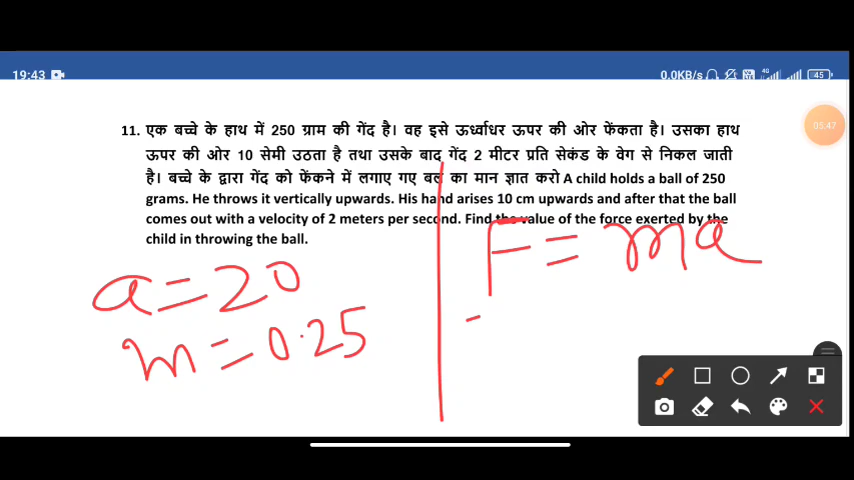 19:43
0.0KB/s 4G 45
05:47
11. एक बच्चे के हाथ में 250 ग्राम की गेंद है। वह इसे ऊर्ध्वाधर ऊपर की ओर फेंकता है। उसका हाथ
ऊपर की ओर 10 सेमी उठता है तथा उसके बाद गेंद 2 मीटर प्रति सेकंड के वेग से निकल जाती
है। बच्चे के द्वारा गेंद को फेंकने में लगाए गए बल का मान ज्ञात करो A child holds a ball of 250
grams. He throws it vertically upwards. His hand arises 10 cm upwards and after that the ball
comes out with a velocity of 2 meters per second. Find the value of the force exerted by the
child in throwing the ball.
F = ma
a = 20
=
m = 0.25